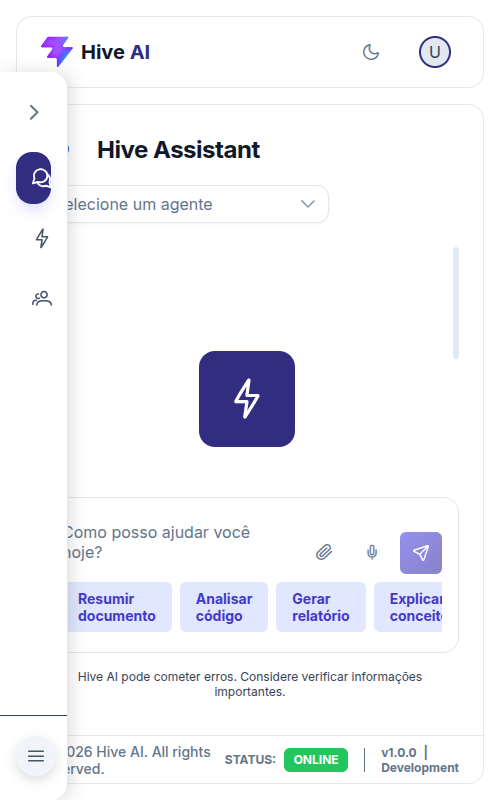 Hive AI
U
Hive Assistant
elecione um agente
Como posso ajudar você
hoje?
Resumir
documento
Analisar
código
Gerar
relatório
Explicar
conceito
Hive AI pode cometer erros. Considere verificar informações
importantes.
026 Hive AI. All rights
erved.
STATUS:
ONLINE
v1.0.0 |
Development